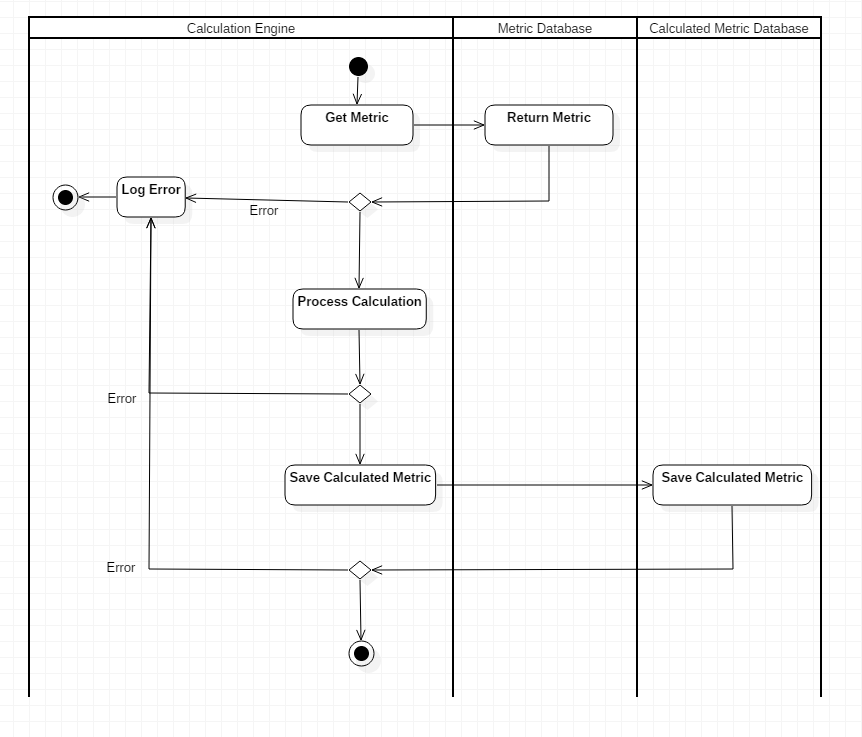 Calculation Engine
Metric Database
Calculated Metric Database
Get Metric
Return Metric
Log Error
Error
Process Calculation
Error
Save Calculated Metric
Save Calculated Metric
Error